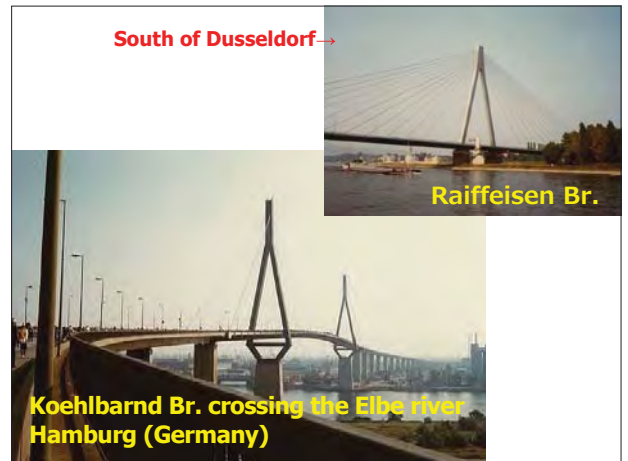 South of Dusseldorf→
Raiffeisen Br.
Koehlbarnd Br. crossing the Elbe river
Hamburg (Germany)